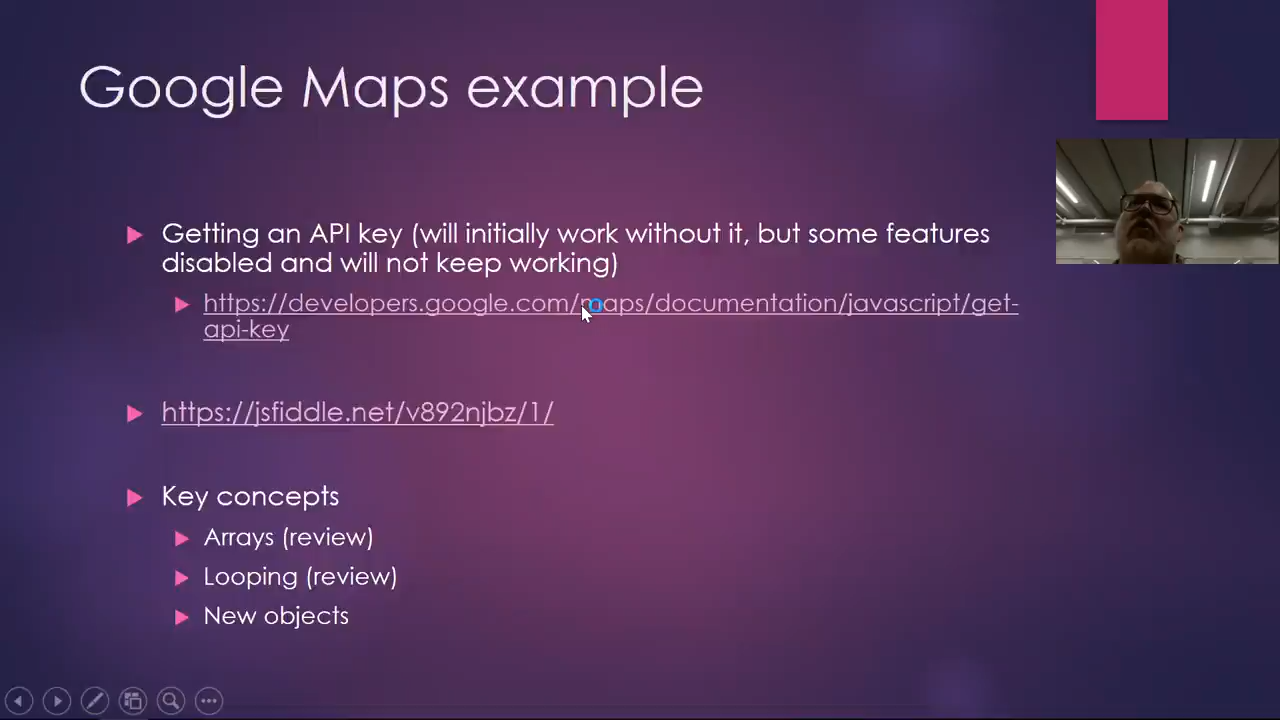 Google Maps example
Getting an API key (will initially work without it, but some features
disabled and will not keep working)
https://developers.google.com/maps/documentation/javascript/get-
api-key
https://jsfiddle.net/v892njbz/1/
Key concepts
Arrays (review)
Looping (review)
New objects